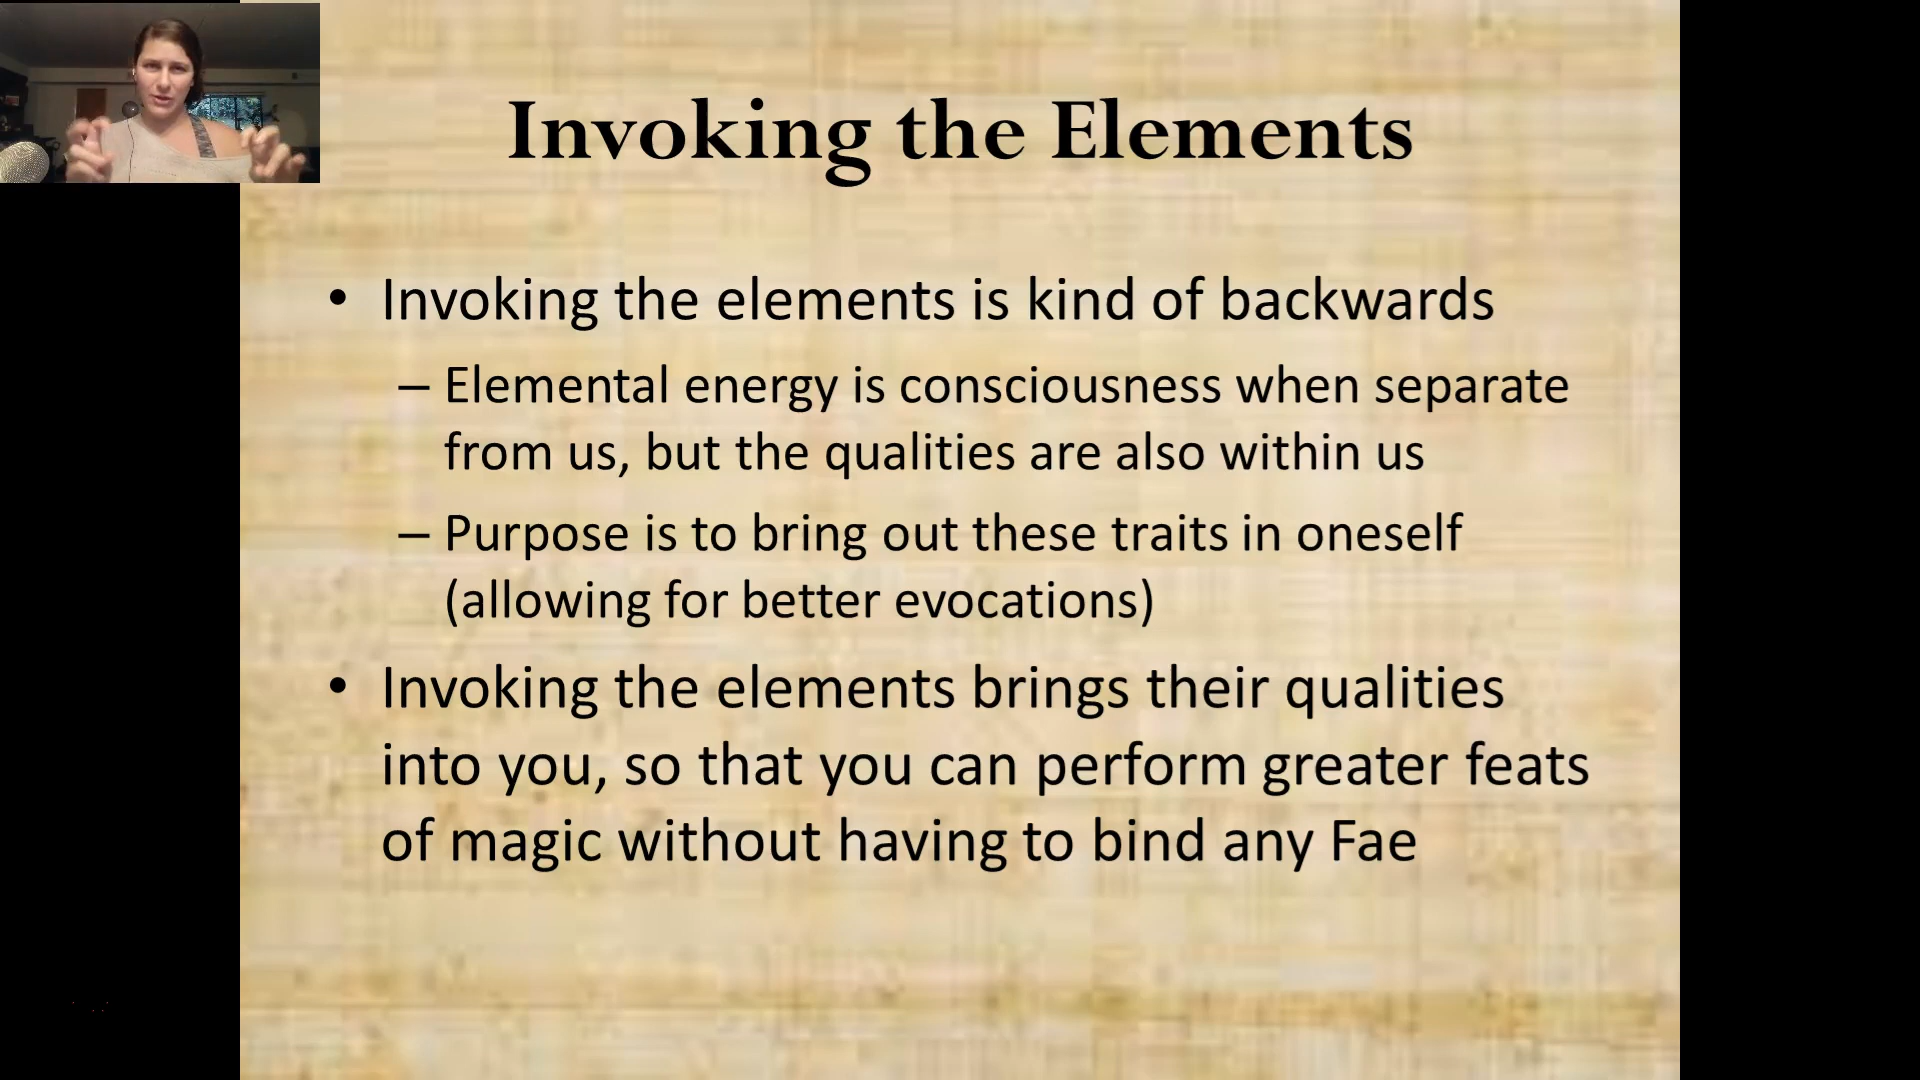 Invoking the Elements
• Invoking the elements is kind of backwards
– Elemental energy is consciousness when separate
from us, but the qualities are also within us
– Purpose is to bring out these traits in oneself
(allowing for better evocations)
• Invoking the elements brings their qualities
into you, so that you can perform greater feats
of magic without having to bind any Fae